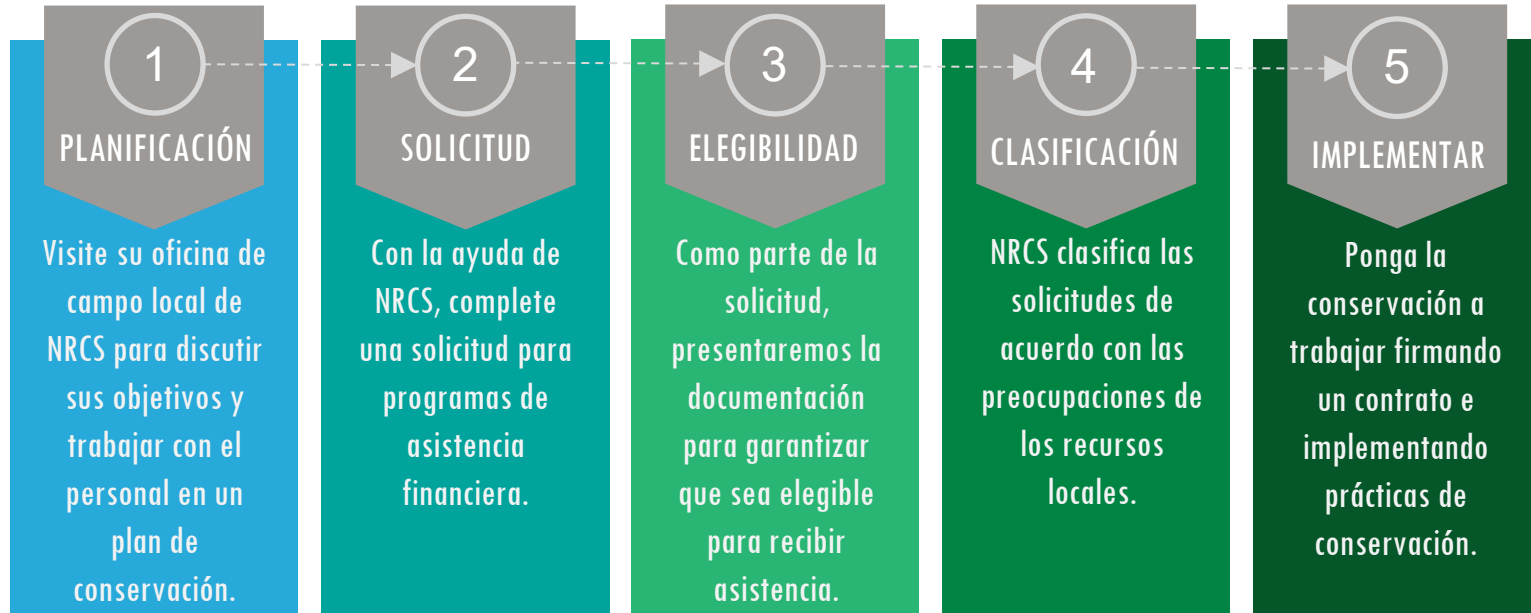 1
PLANIFICACIÓN
Visite su oficina de
campo local de
NRCS para discutir
sus objetivos y
trabajar con el
personal en un
plan de
conservación.
2
SOLICITUD
Con la ayuda de
NRCS, complete
una solicitud para
programas de
asistencia
financiera.
3
ELEGIBILIDAD
Como parte de la
solicitud,
presentaremos la
documentación
para garantizar
que sea elegible
para recibir
asistencia.
4
CLASIFICACIÓN
NRCS clasifica las
solicitudes de
acuerdo con las
preocupaciones de
los recursos
locales.
5
IMPLEMENTAR
Ponga la
conservación a
trabajar firmando
un contrato e
implementando
prácticas de
conservación.